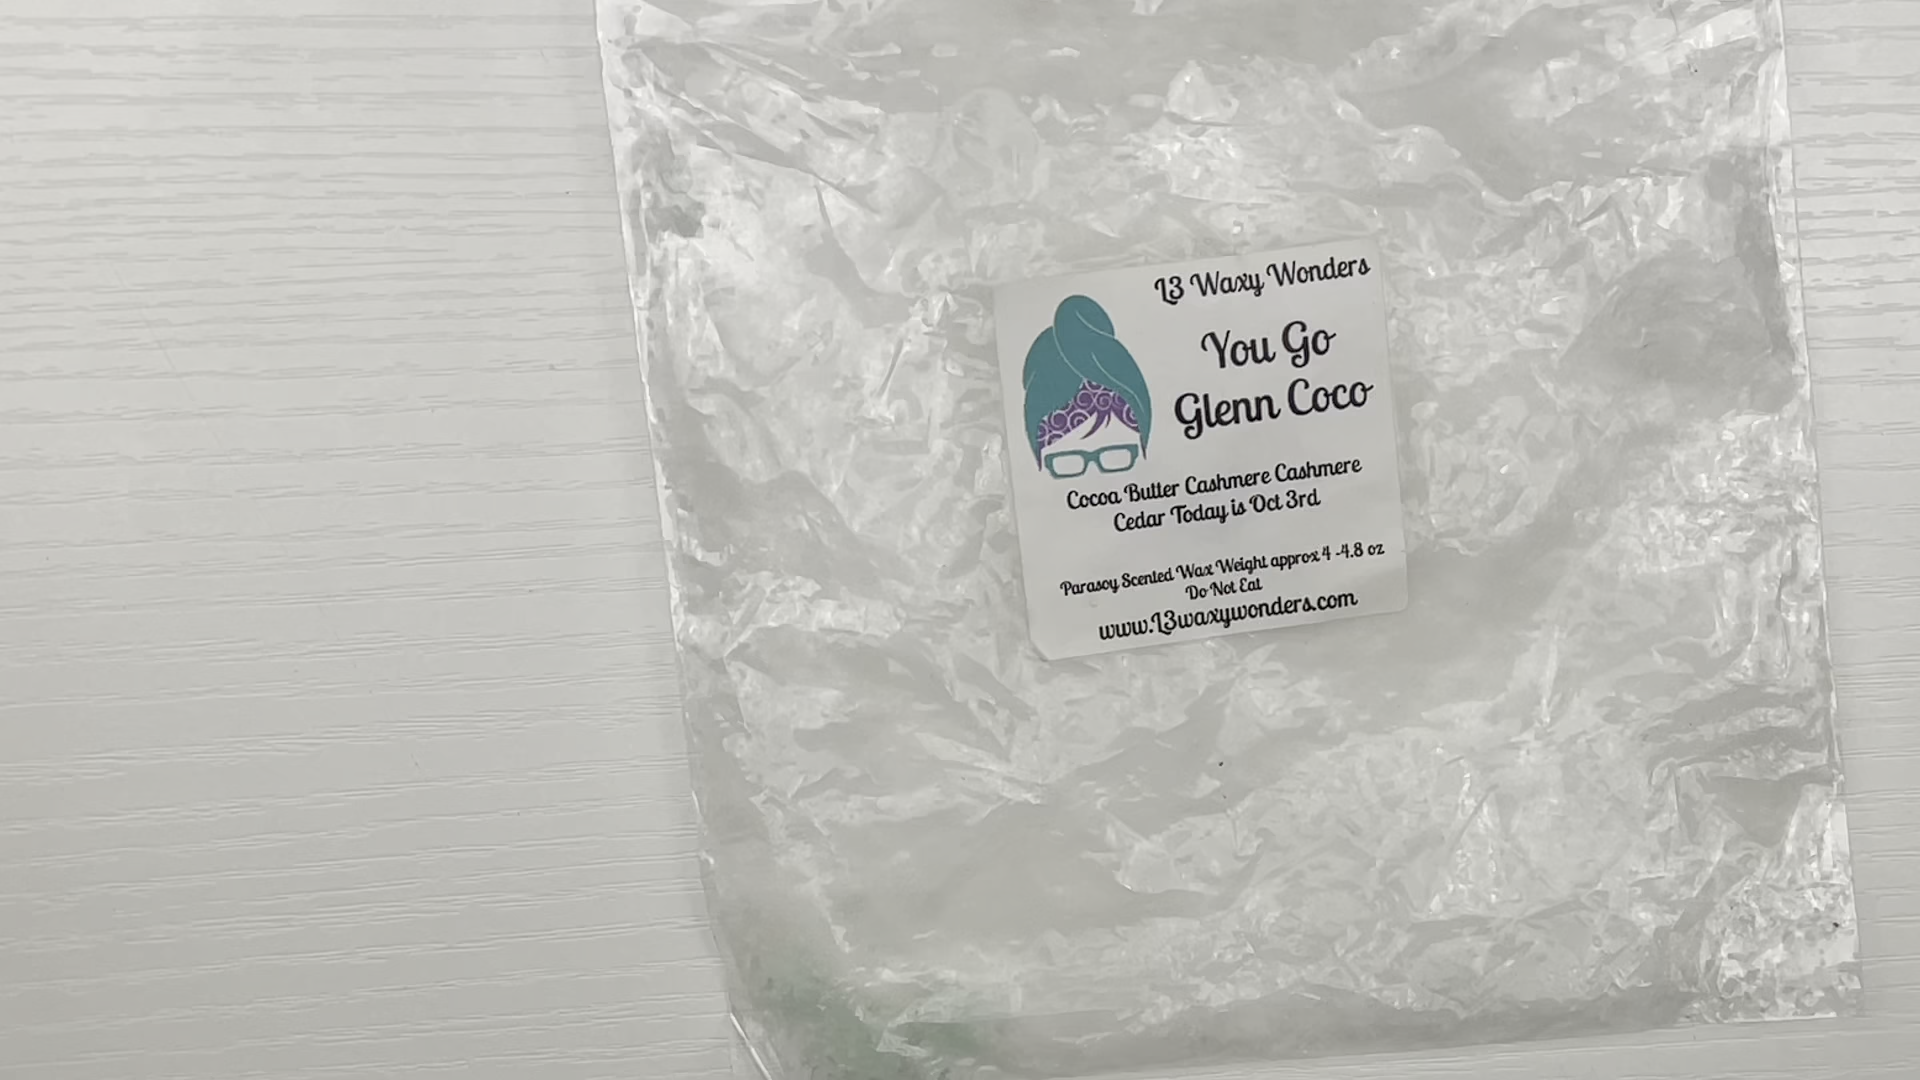 L3 Waxy Wonders
You Go
Glenn Coco
Cocoa Butter Cashmere Cashmere
Cedar Today is Oct 3rd
Parasoy Scented Wax Weight approx 4 -4.8 oz
Do Not Eat
www.L3waxywonders.com